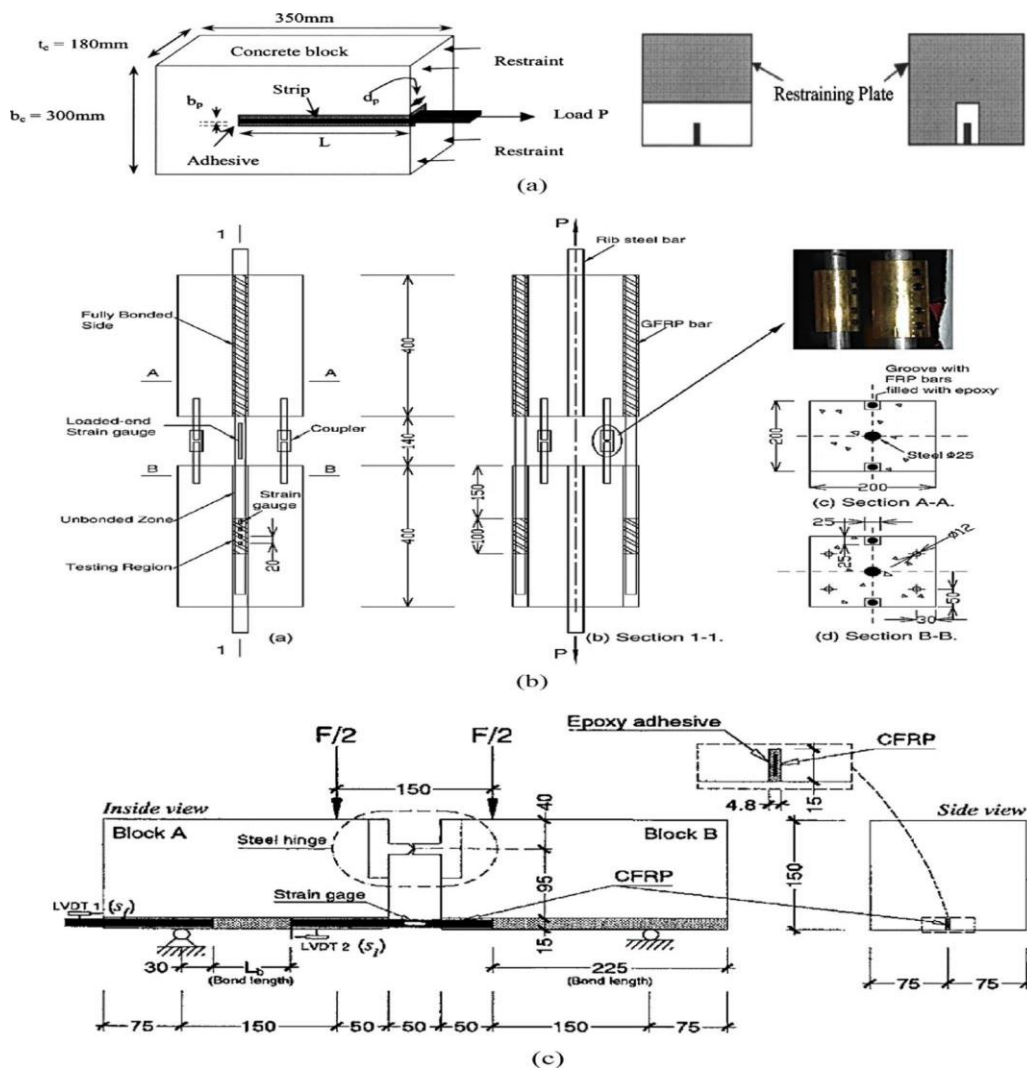 350mm
t_c = 180mm
Concrete block
Restraint
Strip
d_p
b_p
b_c = 300mm
Load P
L
Adhesive
Restraint
Restraining Plate
(a)
1
P
Rib steel bar
Fully Bonded
Side
GFRP bar
400
A
A
Groove with
FRP bars
filled with epoxy
Loaded-end
Strain gauge
Coupler
140
200
Steel Φ25
B
B
200
(c) Section A-A.
Strain
gauge
Unbonded Zone
150
100
400
25
Φ12
25
Testing Region
20
50
30
1
(a)
P
(b) Section 1-1.
(d) Section B-B.
(b)
F/2
F/2
Epoxy adhesive
CFRP
150
40
15
4.8
Inside view
Side view
Block A
Block B
Steel hinge
95
150
Strain gage
CFRP
LVDT 1 (s_f)
LVDT 2 (s_l)
15
30
L_b
(Bond length)
225
(Bond length)
75
75
75
150
50
50
50
150
75
(c)